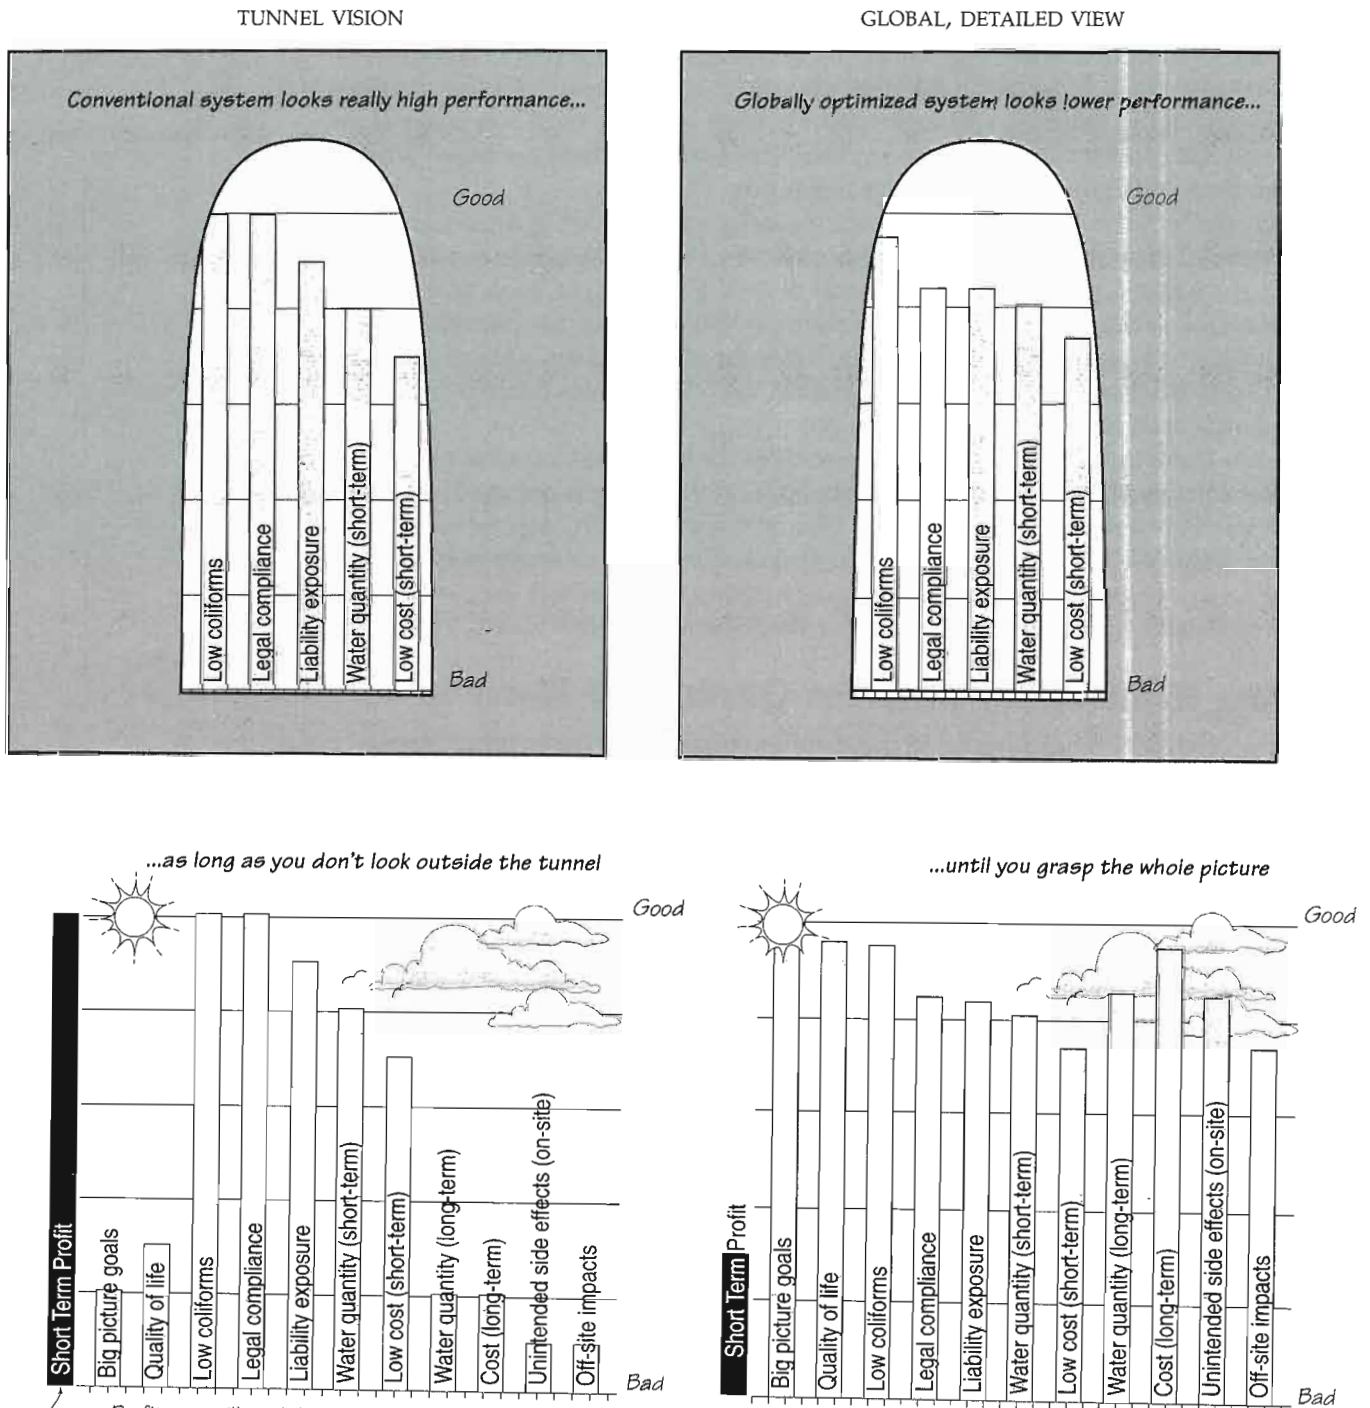 TUNNEL VISION
Conventional system looks really high performance...
Good
Low coliforms
Legal compliance
Liability exposure
Water quantity (short-term)
Low cost (short-term)
Bad
GLOBAL, DETAILED VIEW
Globally optimized system looks lower performance...
Good
Low coliforms
Legal compliance
Liability exposure
Water quantity (short-term)
Low cost (short-term)
Bad
...as long as you don't look outside the tunnel
Good
Short Term Profit
Big picture goals
Quality of life
Low coliforms
Legal compliance
Liability exposure
Water quantity (short-term)
Low cost (short-term)
Water quantity (long-term)
Cost (long-term)
Unintended side effects (on-site)
Off-site impacts
Bad
...until you grasp the whole picture
Good
Short Term Profit
Big picture goals
Quality of life
Low coliforms
Legal compliance
Liability exposure
Water quantity (short-term)
Low cost (short-term)
Water quantity (long-term)
Cost (long-term)
Unintended side effects (on-site)
Off-site impacts
Bad